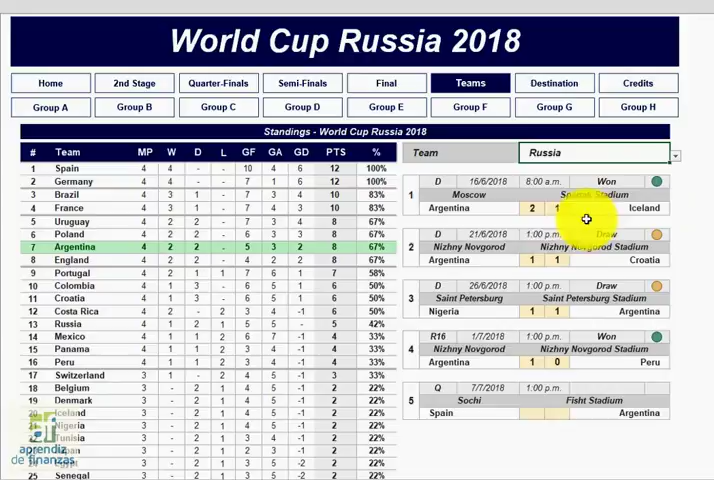 World Cup Russia 2018
Home 2nd Stage Quarter-Finals Semi-Finals Final Teams Destination Credits
Group A Group B Group C Group D Group E Group F Group G Group H
Standings - World Cup Russia 2018
# Team MP W D L GF GA GD PTS %
1 Spain 4 4 - - 10 4 6 12 100%
2 Germany 4 4 - - 7 1 6 12 100%
3 Brazil 4 3 1 - 7 3 4 10 83%
4 France 4 3 1 - 7 3 4 10 83%
5 Uruguay 4 2 2 - 7 3 4 8 67%
6 Poland 4 2 2 - 6 3 3 8 67%
7 Argentina 4 2 2 - 5 3 2 8 67%
8 England 4 2 2 - 4 2 2 8 67%
9 Portugal 4 2 1 1 7 6 1 7 58%
10 Colombia 4 1 3 - 6 5 1 6 50%
11 Croatia 4 1 3 - 6 5 1 6 50%
12 Costa Rica 4 2 - 2 3 4 -1 6 50%
13 Russia 4 1 2 1 5 5 - 5 42%
14 Mexico 4 1 1 2 6 7 -1 4 33%
15 Panama 4 1 1 2 3 4 -1 4 33%
16 Peru 4 1 1 2 3 4 -1 4 33%
17 Switzerland 3 1 - 2 4 5 -1 3 33%
18 Belgium 3 - 2 1 4 5 -1 2 22%
19 Denmark 3 - 2 1 4 5 -1 2 22%
20 Iceland 3 - 2 1 4 5 -1 2 22%
21 Nigeria 3 - 2 1 4 5 -1 2 22%
Tunisia 3 - 2 1 3 4 -1 2 22%
3 - 2 1 2 3 -1 2 22%
24 Egypt 3 - 2 1 3 5 -2 2 22%
25 Senegal 3 - 2 1 3 5 -2 2 22%
Team Russia
1 D 16/6/2018 8:00 a.m. Won
Moscow Stadium
Argentina 2 1 Iceland
2 D 21/6/2018 1:00 p.m. Draw
Nizhny Novgorod Nizhny Novgorod Stadium
Argentina 1 1 Croatia
3 D 26/6/2018 1:00 p.m. Draw
Saint Petersburg Saint Petersburg Stadium
Nigeria 1 1 Argentina
4 R16 1/7/2018 1:00 p.m. Won
Nizhny Novgorod Nizhny Novgorod Stadium
Argentina 1 0 Peru
5 Q 7/7/2018 1:00 p.m.
Sochi Fisht Stadium
Spain Argentina
aprendiz
de finanzas